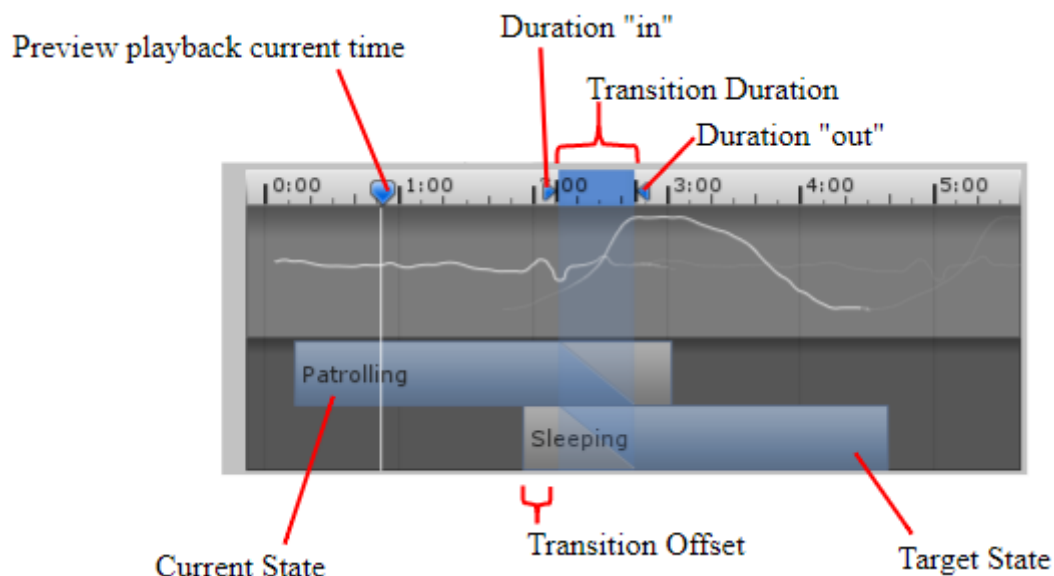 Duration "in"
Preview playback current time
Transition Duration
Duration "out"
0:00 1:00 2:00 3:00 4:00 5:00
Patrolling
Sleeping
Transition Offset
Target State
Current State